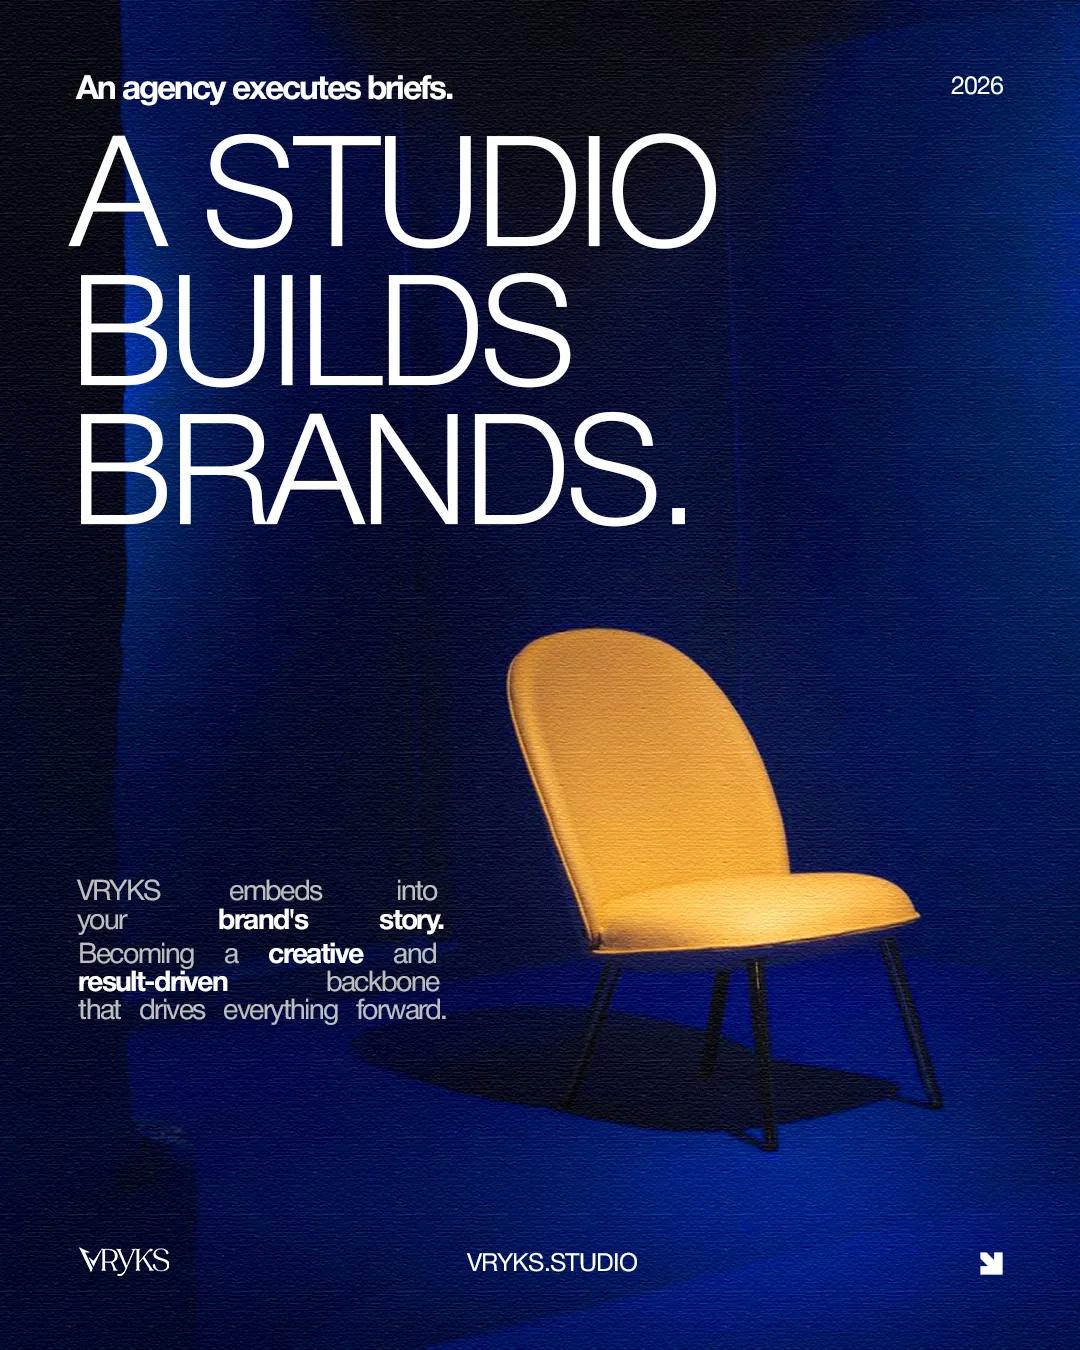 An agency executes briefs.
2026
A STUDIO
BUILDS
BRANDS.
VRYKS embeds into
your brand's story.
Becoming a creative and
result-driven backbone
that drives everything forward.
VRYKS
VRYKS.STUDIO